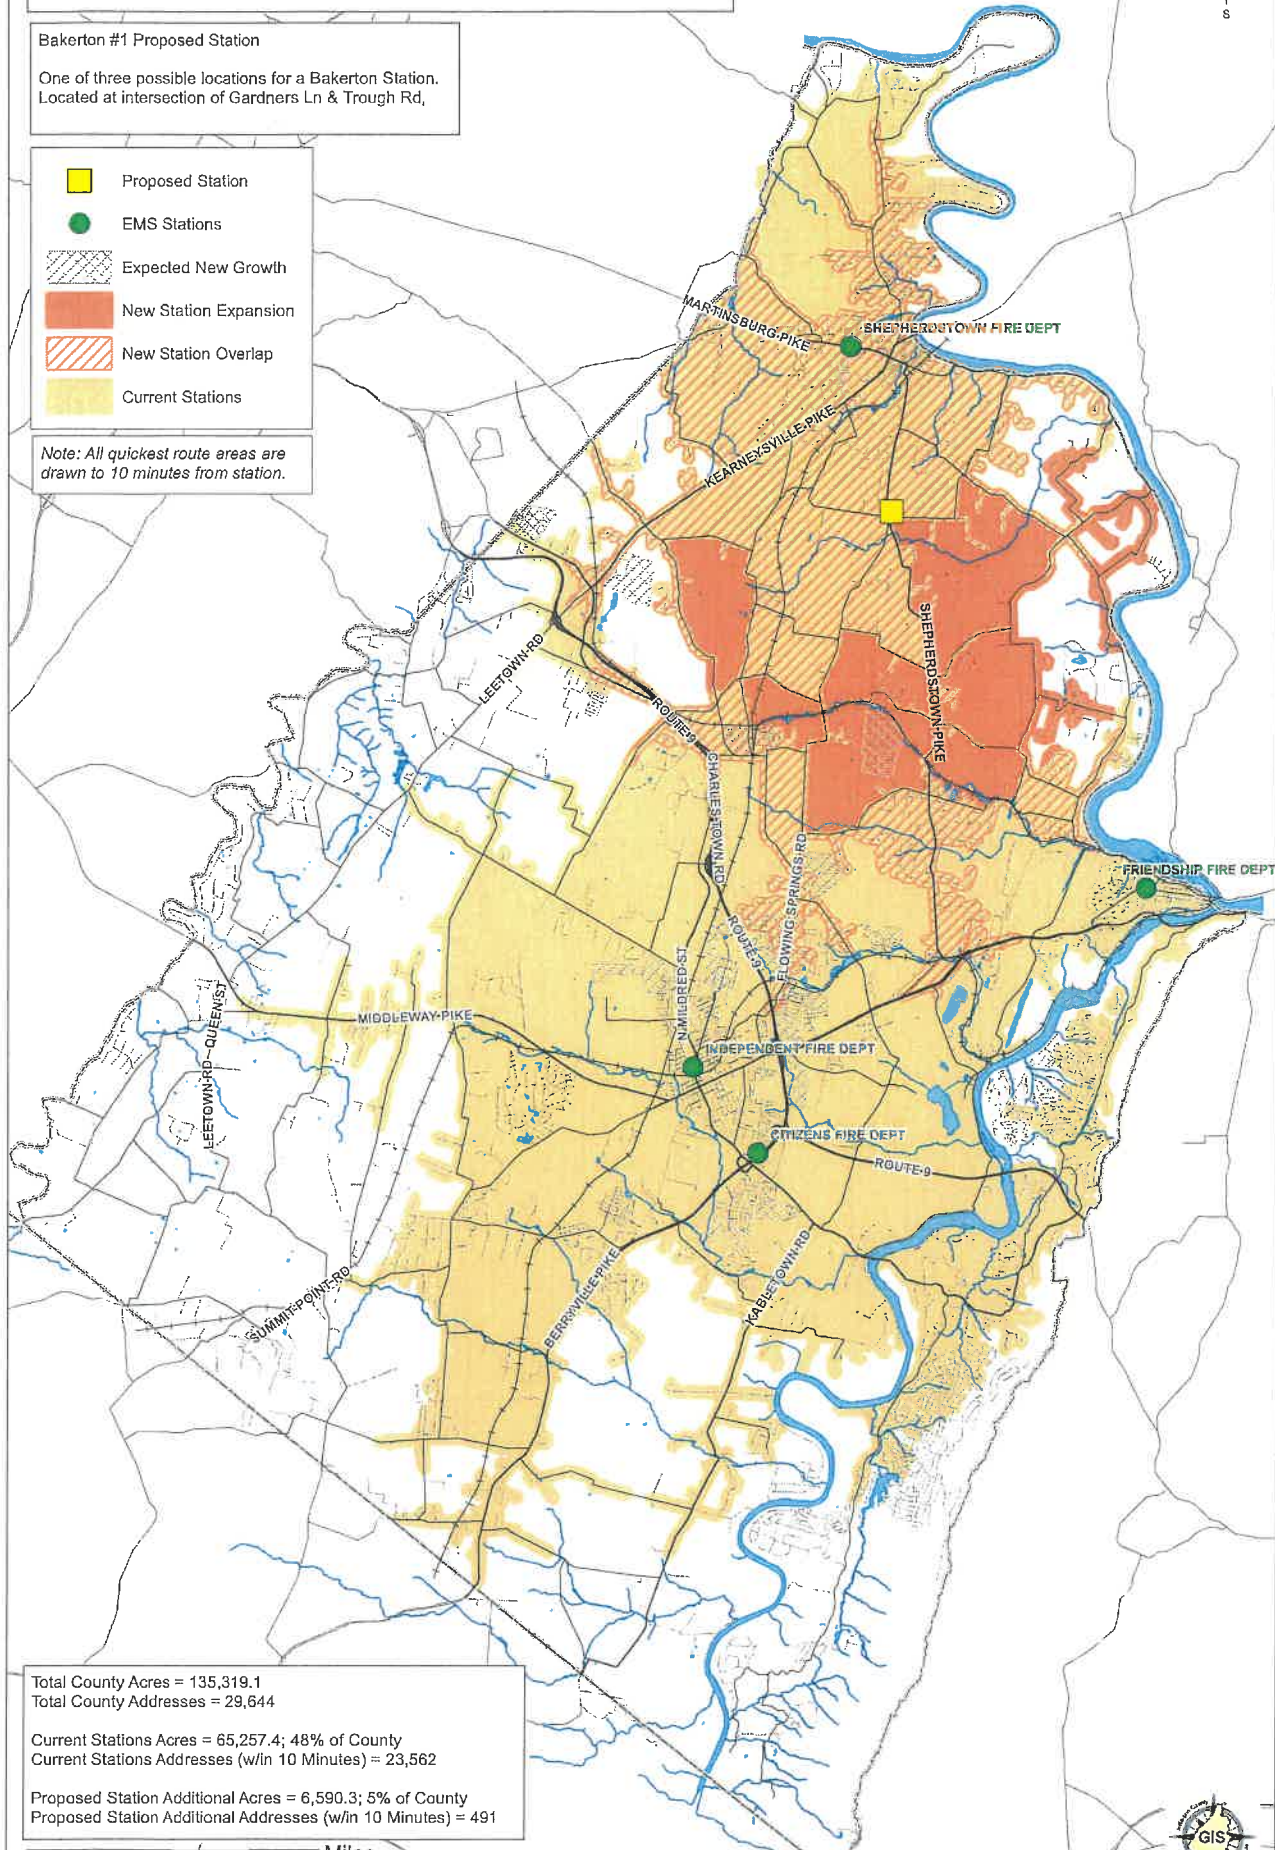 S
Bakerton #1 Proposed Station
One of three possible locations for a Bakerton Station.
Located at intersection of Gardners Ln & Trough Rd,
Proposed Station
EMS Stations
Expected New Growth
New Station Expansion
New Station Overlap
Current Stations
Note: All quickest route areas are
drawn to 10 minutes from station.
MARTINSBURG-PIKE
SHEPHERDSTOWN FIRE DEPT
KEARNEYSVILLE-PIKE
SHEPHERDSTOWN-PIKE
LEETOWN-RD
ROUTE-9
CHARLES-TOWN-RD
FLOWING SPRINGS-RD
FRIENDSHIP FIRE DEPT
ROUTE-9
N-MILDRED-ST
LEETOWN-RD-QUEEN-ST
MIDDLEWAY-PIKE
INDEPENDENT FIRE DEPT
CITIZENS FIRE DEPT
ROUTE-9
SUMMIT-POINT-RD
BERRYVILLE-PIKE
KABLETOWN-RD
Total County Acres = 135,319.1
Total County Addresses = 29,644
Current Stations Acres = 65,257.4; 48% of County
Current Stations Addresses (w/in 10 Minutes) = 23,562
Proposed Station Additional Acres = 6,590.3; 5% of County
Proposed Station Additional Addresses (w/in 10 Minutes) = 491
GIS